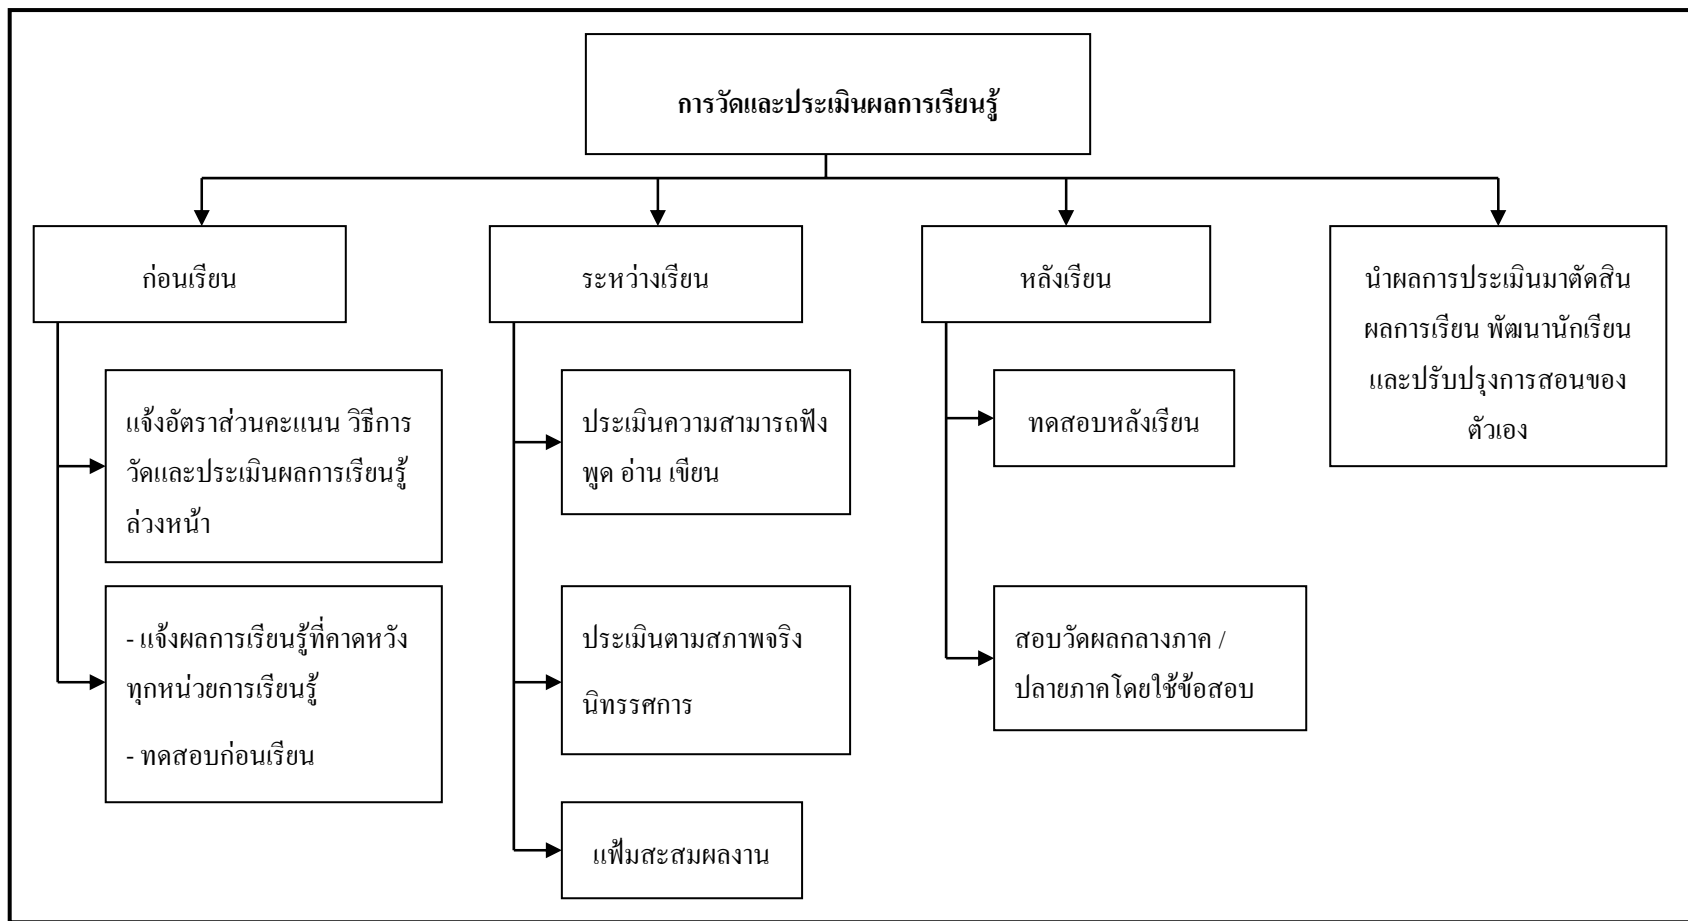 การวัดและประเมินผลการเรียนรู้
ก่อนเรียน
ระหว่างเรียน
หลังเรียน
นำผลการประเมินมาตัดสิน
ผลการเรียน พัฒนานักเรียน
และปรับปรุงการสอนของ
ตัวเอง
แจ้งอัตราส่วนคะแนน วิธีการ
วัดและประเมินผลการเรียนรู้
ล่วงหน้า
- แจ้งผลการเรียนรู้ที่คาดหวัง
ทุกหน่วยการเรียนรู้
- ทดสอบก่อนเรียน
ประเมินความสามารถฟัง
พูด อ่าน เขียน
ประเมินตามสภาพจริง
นิทรรศการ
แฟ้มสะสมผลงาน
ทดสอบหลังเรียน
สอบวัดผลกลางภาค /
ปลายภาคโดยใช้ข้อสอบ